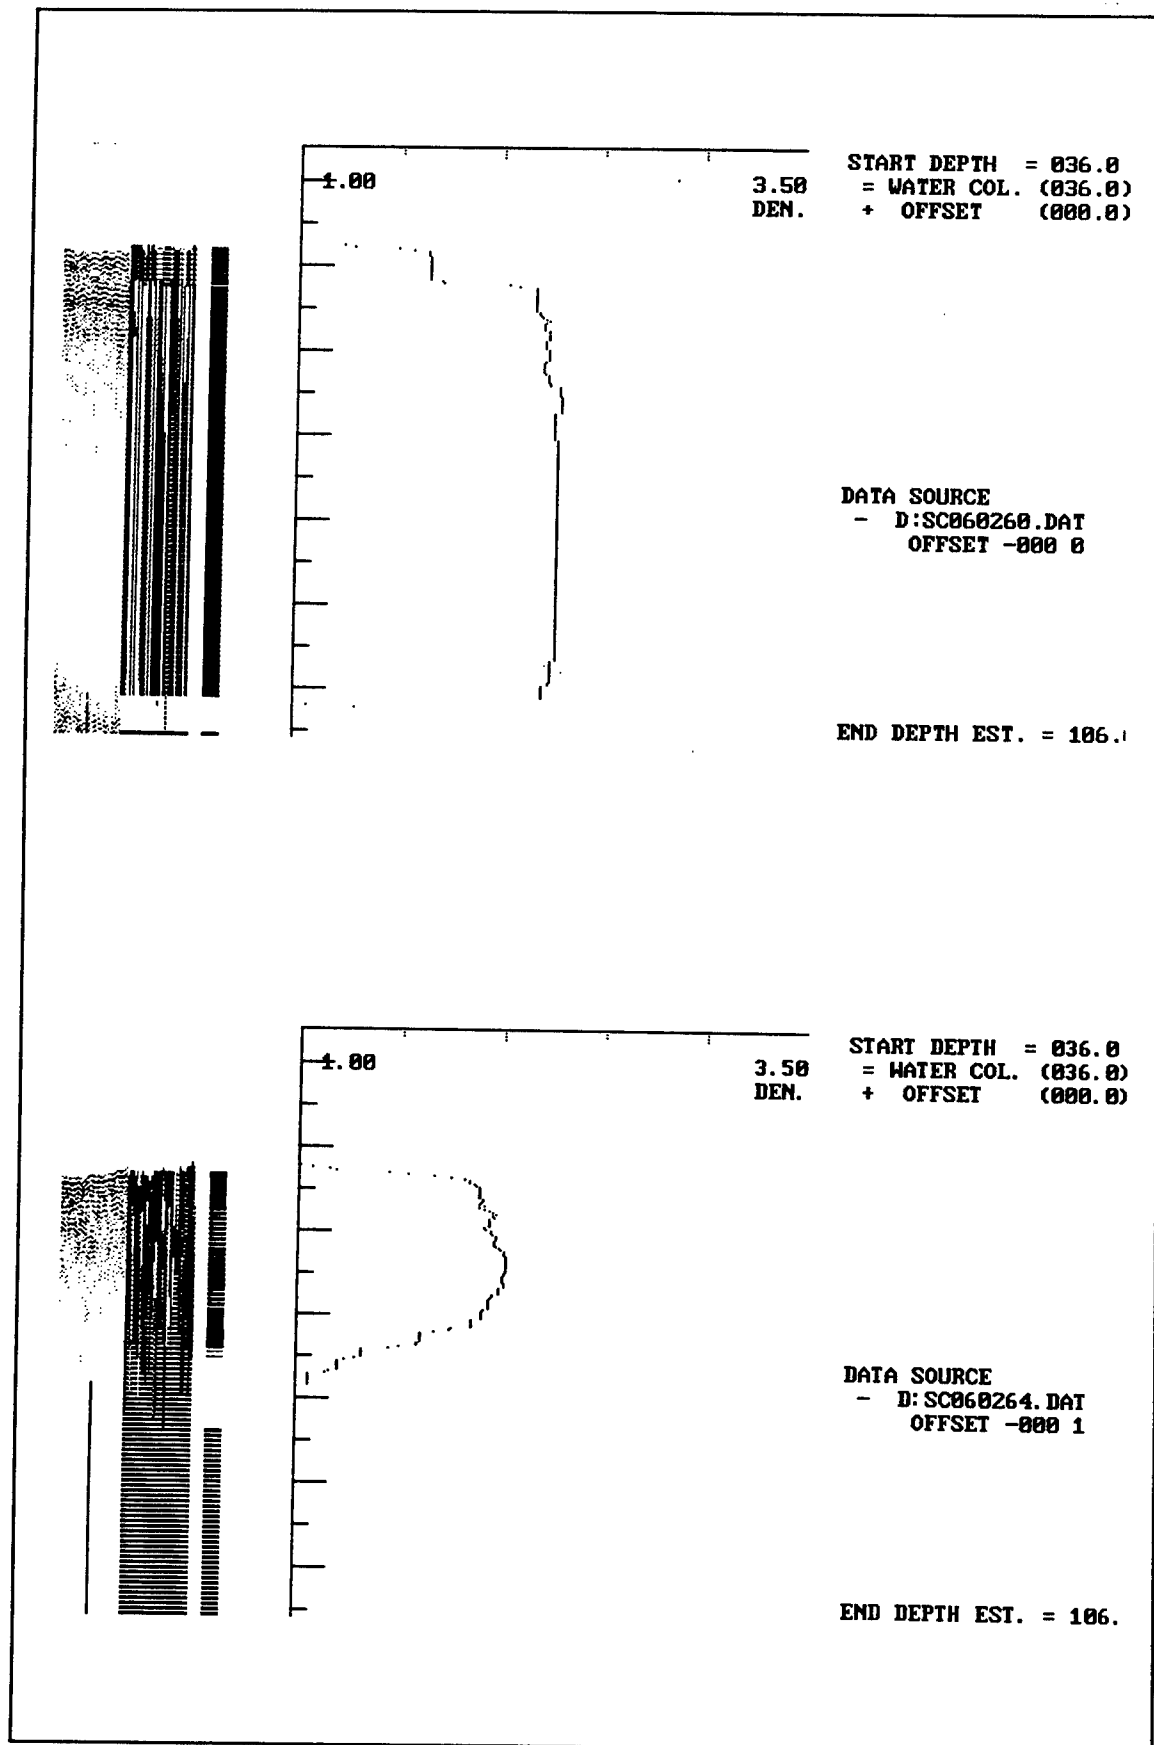 1.00
3.50
DEN.
START DEPTH = 036.0
= WATER COL. (036.0)
+ OFFSET (000.0)
DATA SOURCE
- D:SC060260.DAT
OFFSET -000 0
END DEPTH EST. = 106.
1.00
3.50
DEN.
START DEPTH = 036.0
= WATER COL. (036.0)
+ OFFSET (000.0)
DATA SOURCE
- D:SC060264.DAT
OFFSET -000 1
END DEPTH EST. = 106.